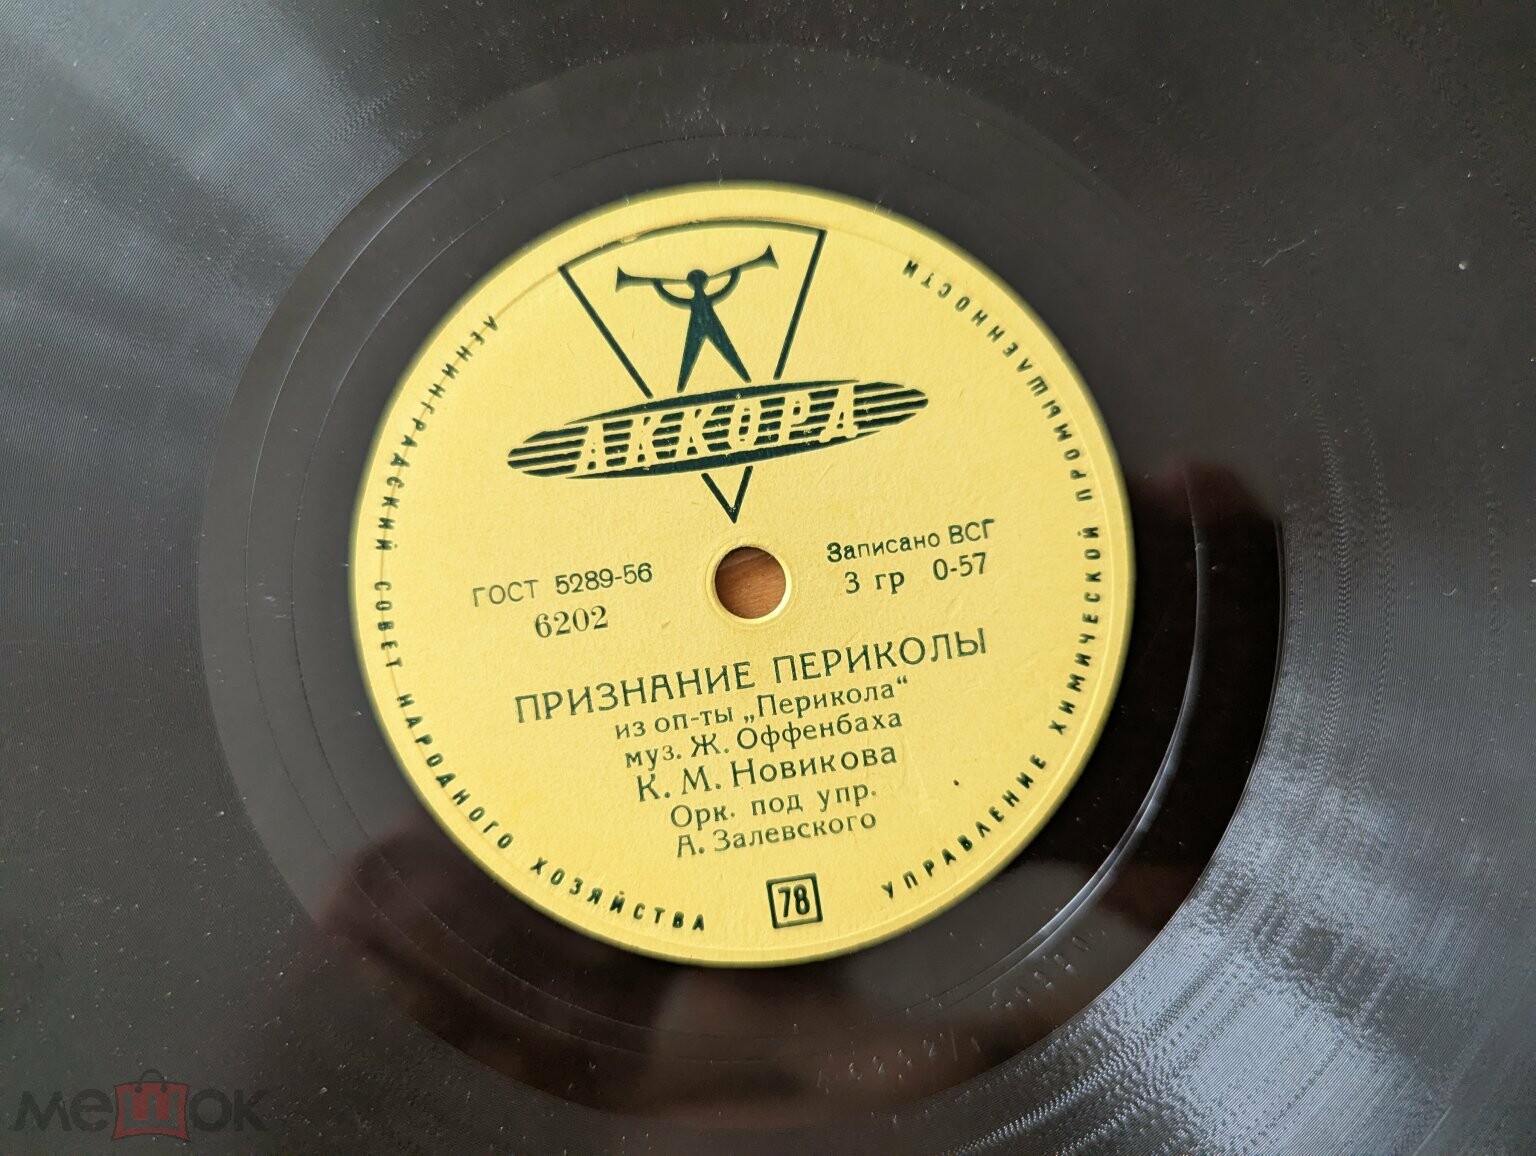 АККОРД
ЛЕНИНГРАДСКИЙ СОВЕТ НАРОДНОГО ХОЗЯЙСТВА
УПРАВЛЕНИЕ ХИМИЧЕСКОЙ ПРОМЫШЛЕННОСТИ
ГОСТ 5289-56
6202
Записано ВСГ
3 гр 0-57
ПРИЗНАНИЕ ПЕРИКОЛЫ
из оп-ты „Перикола“
муз. Ж. Оффенбаха
К. М. Новикова
Орк. под упр.
А. Залевского
78
мешок